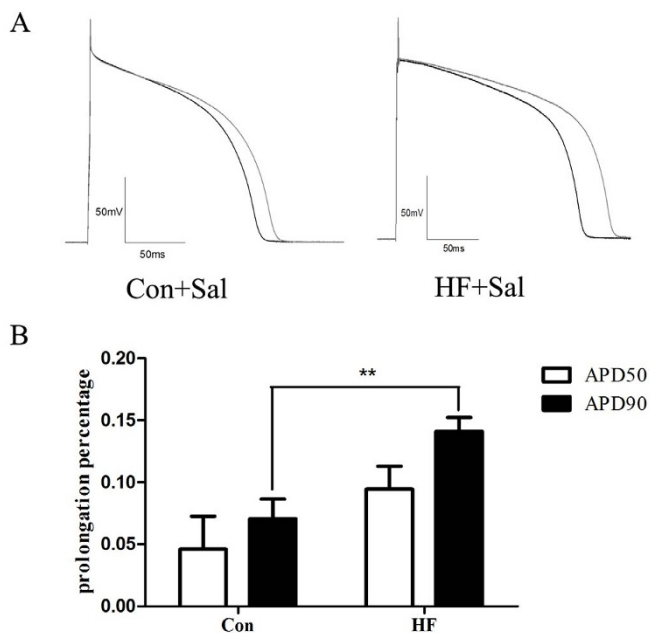 A
50mV
50ms
Con+Sal
50mV
50ms
HF+Sal
B
prolongation percentage
0.20
0.15
0.10
0.05
0.00
**
APD50
APD90
Con
HF